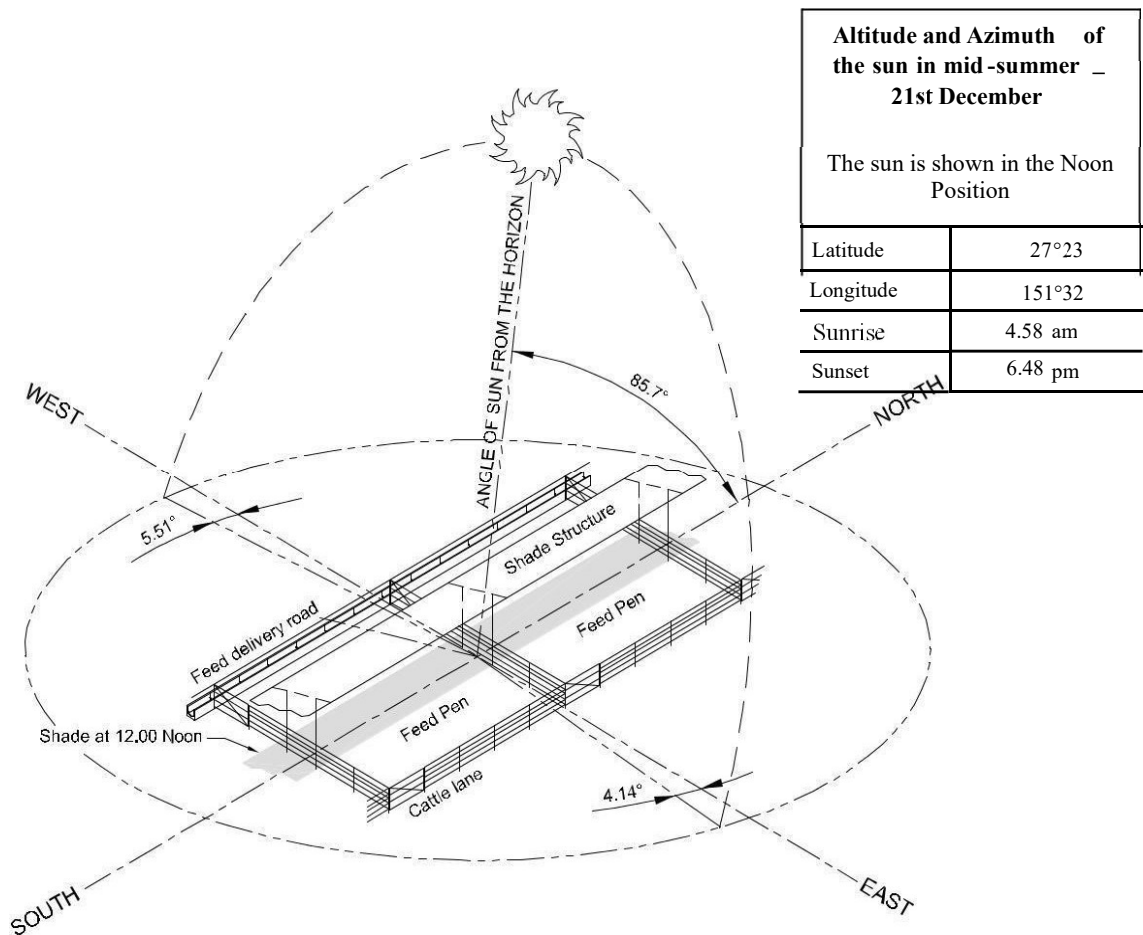 Altitude and Azimuth of
the sun in mid -summer _
21st December
The sun is shown in the Noon
Position
Latitude 27°23
Longitude 151°32
Sunrise 4.58 am
Sunset 6.48 pm
ANGLE OF SUN FROM THE HORIZON
85.7°
WEST
NORTH
5.51°
Shade Structure
Feed Pen
Feed delivery road
Feed Pen
Shade at 12.00 Noon
Cattle lane
4.14°
SOUTH
EAST